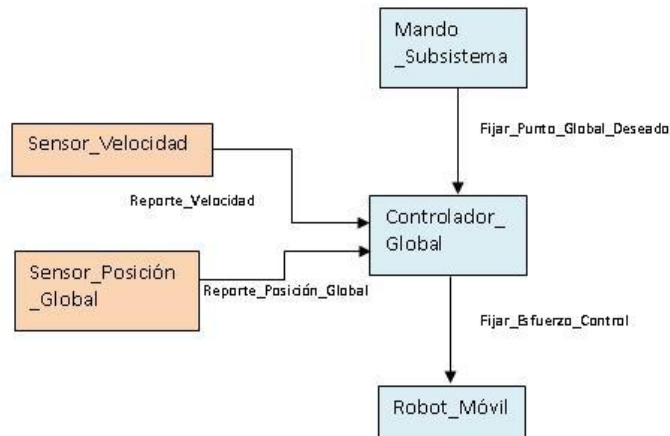 Mando
_Subsistema
Fijar_Punto_Global_Deseado
Sensor_Velocidad
Reporte_Velocidad
Controlador_
Global
Sensor_Posición
_Global
Reporte_Posición_Global
Fijar_Esfuerzo_Control
Robot_Móvil